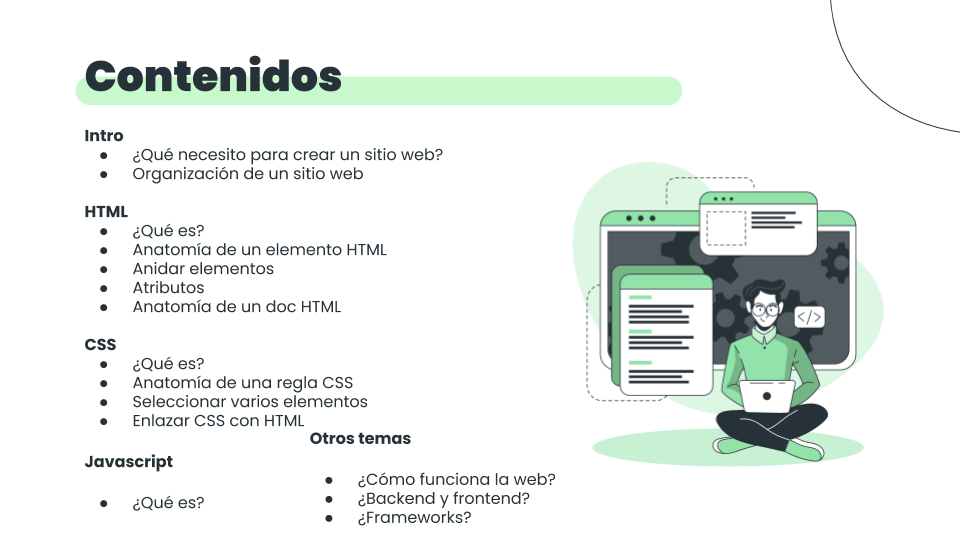 Contenidos
Intro
● ¿Qué necesito para crear un sitio web?
● Organización de un sitio web
HTML
● ¿Qué es?
● Anatomía de un elemento HTML
● Anidar elementos
● Atributos
● Anatomía de un doc HTML
CSS
● ¿Qué es?
● Anatomía de una regla CSS
● Seleccionar varios elementos
● Enlazar CSS con HTML
Javascript
● ¿Qué es?
Otros temas
● ¿Cómo funciona la web?
● ¿Backend y frontend?
● ¿Frameworks?
</>